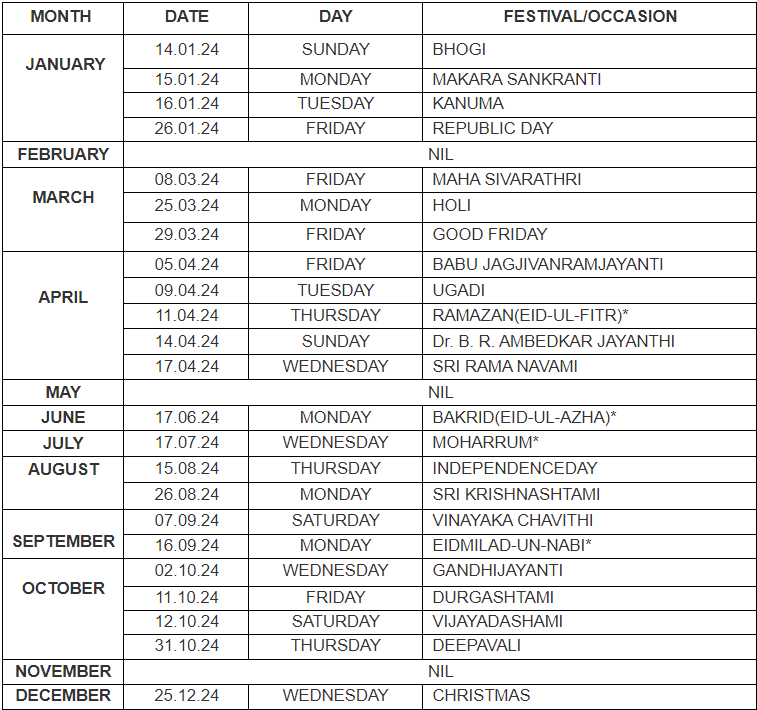 MONTH DATE DAY FESTIVAL/OCCASION
JANUARY 14.01.24 SUNDAY BHOGI
15.01.24 MONDAY MAKARA SANKRANTI
16.01.24 TUESDAY KANUMA
26.01.24 FRIDAY REPUBLIC DAY
FEBRUARY NIL
MARCH 08.03.24 FRIDAY MAHA SIVARATHRI
25.03.24 MONDAY HOLI
29.03.24 FRIDAY GOOD FRIDAY
APRIL 05.04.24 FRIDAY BABU JAGJIVANRAMJAYANTI
09.04.24 TUESDAY UGADI
11.04.24 THURSDAY RAMAZAN(EID-UL-FITR)*
14.04.24 SUNDAY Dr. B. R. AMBEDKAR JAYANTHI
17.04.24 WEDNESDAY SRI RAMA NAVAMI
MAY NIL
JUNE 17.06.24 MONDAY BAKRID(EID-UL-AZHA)*
JULY 17.07.24 WEDNESDAY MOHARRUM*
AUGUST 15.08.24 THURSDAY INDEPENDENCEDAY
26.08.24 MONDAY SRI KRISHNASHTAMI
SEPTEMBER 07.09.24 SATURDAY VINAYAKA CHAVITHI
16.09.24 MONDAY EIDMILAD-UN-NABI*
OCTOBER 02.10.24 WEDNESDAY GANDHIJAYANTI
11.10.24 FRIDAY DURGASHTAMI
12.10.24 SATURDAY VIJAYADASHAMI
31.10.24 THURSDAY DEEPAVALI
NOVEMBER NIL
DECEMBER 25.12.24 WEDNESDAY CHRISTMAS